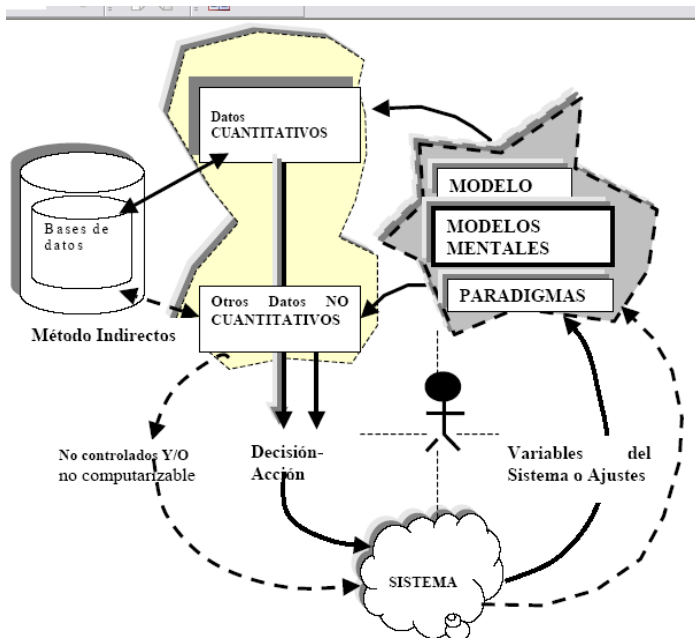 Datos
CUANTITATIVOS
MODELO
MODELOS
MENTALES
PARADIGMAS
Bases de
datos
Otros Datos NO
CUANTITATIVOS
Método Indirectos
No controlados Y/O
no computarizable
Decisión-
Acción
Variables del
Sistema o Ajustes
SISTEMA